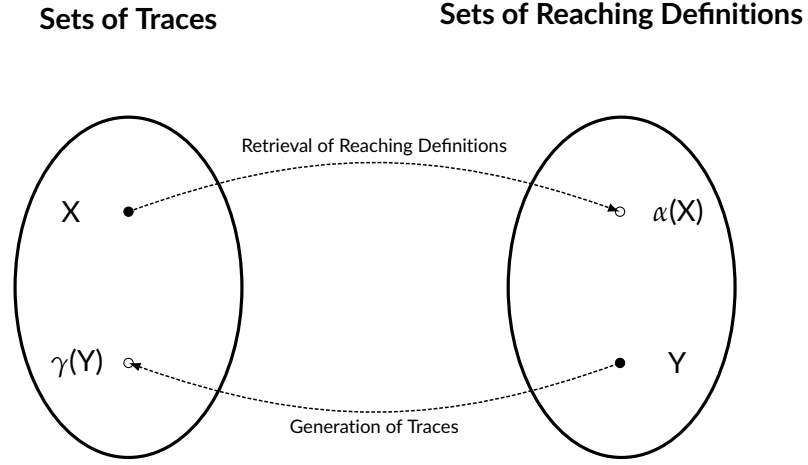 Sets of Traces
Sets of Reaching Definitions
Retrieval of Reaching Definitions
X
α(X)
γ(Y)
Y
Generation of Traces